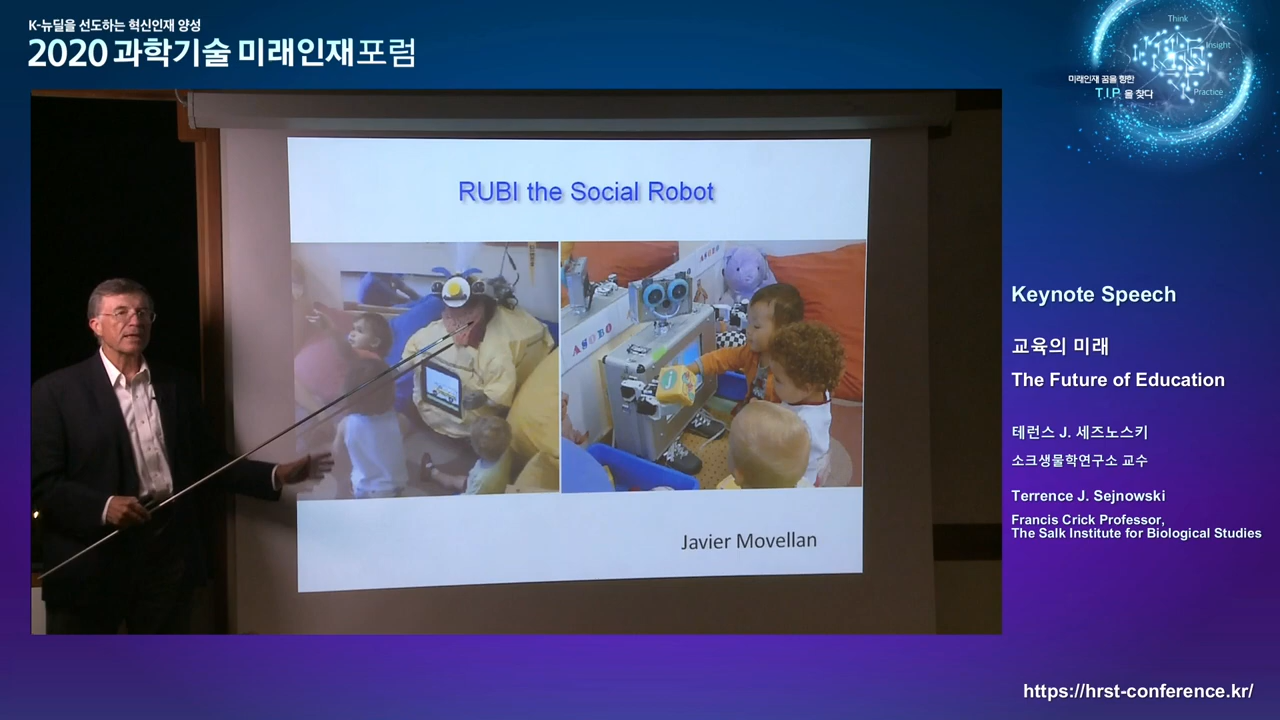 K-뉴딜을 선도하는 혁신인재 양성
2020 과학기술 미래인재포럼
Think
Insight
미래인재 꿈을 향한
T.I.P 을 찾다
Practice
RUBI the Social Robot
ASOBO
ASOBO
Javier Movellan
Keynote Speech
교육의 미래
The Future of Education
테런스 J. 세즈노스키
소크생물학연구소 교수
Terrence J. Sejnowski
Francis Crick Professor,
The Salk Institute for Biological Studies
https://hrst-conference.kr/